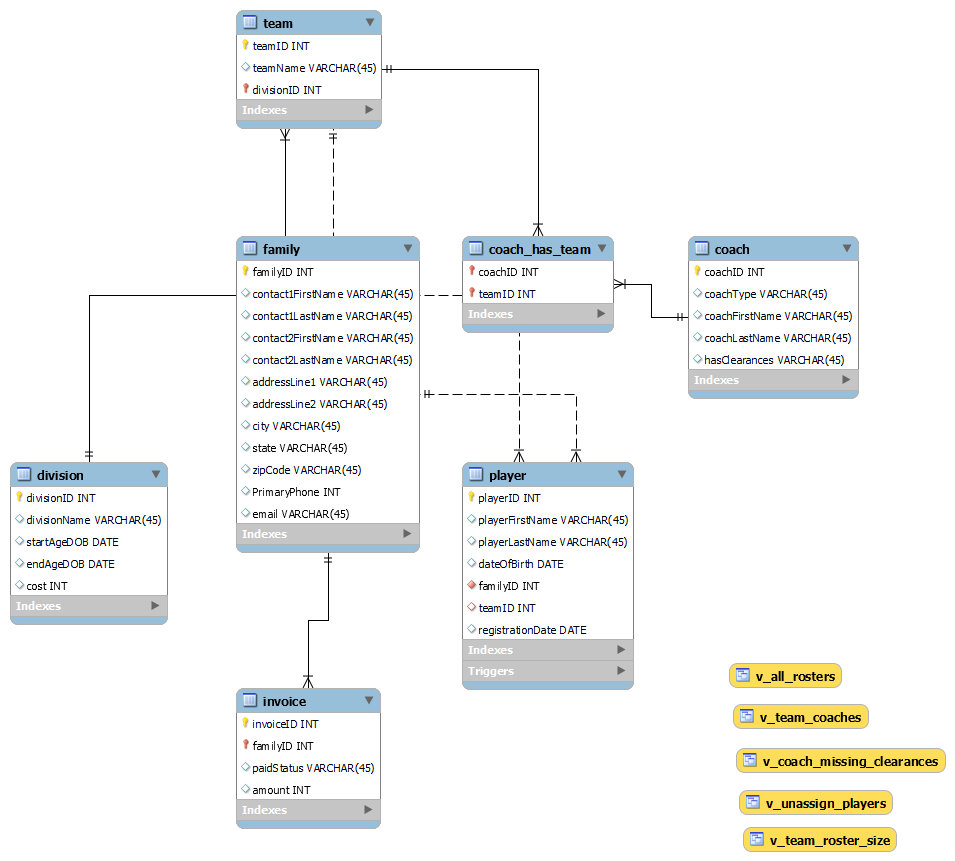 team
teamID INT
teamName VARCHAR(45)
divisionID INT
Indexes
family
familyID INT
contact1FirstName VARCHAR(45)
contact1LastName VARCHAR(45)
contact2FirstName VARCHAR(45)
contact2LastName VARCHAR(45)
addressLine1 VARCHAR(45)
addressLine2 VARCHAR(45)
city VARCHAR(45)
state VARCHAR(45)
zipCode VARCHAR(45)
PrimaryPhone INT
email VARCHAR(45)
Indexes
coach_has_team
coachID INT
teamID INT
Indexes
coach
coachID INT
coachType VARCHAR(45)
coachFirstName VARCHAR(45)
coachLastName VARCHAR(45)
hasClearances VARCHAR(45)
Indexes
division
divisionID INT
divisionName VARCHAR(45)
startAgeDOB DATE
endAgeDOB DATE
cost INT
Indexes
player
playerID INT
playerFirstName VARCHAR(45)
playerLastName VARCHAR(45)
dateOfBirth DATE
familyID INT
teamID INT
registrationDate DATE
Indexes
Triggers
invoice
invoiceID INT
familyID INT
paidStatus VARCHAR(45)
amount INT
Indexes
v_all_rosters
v_team_coaches
v_coach_missing_clearances
v_unassign_players
v_team_roster_size